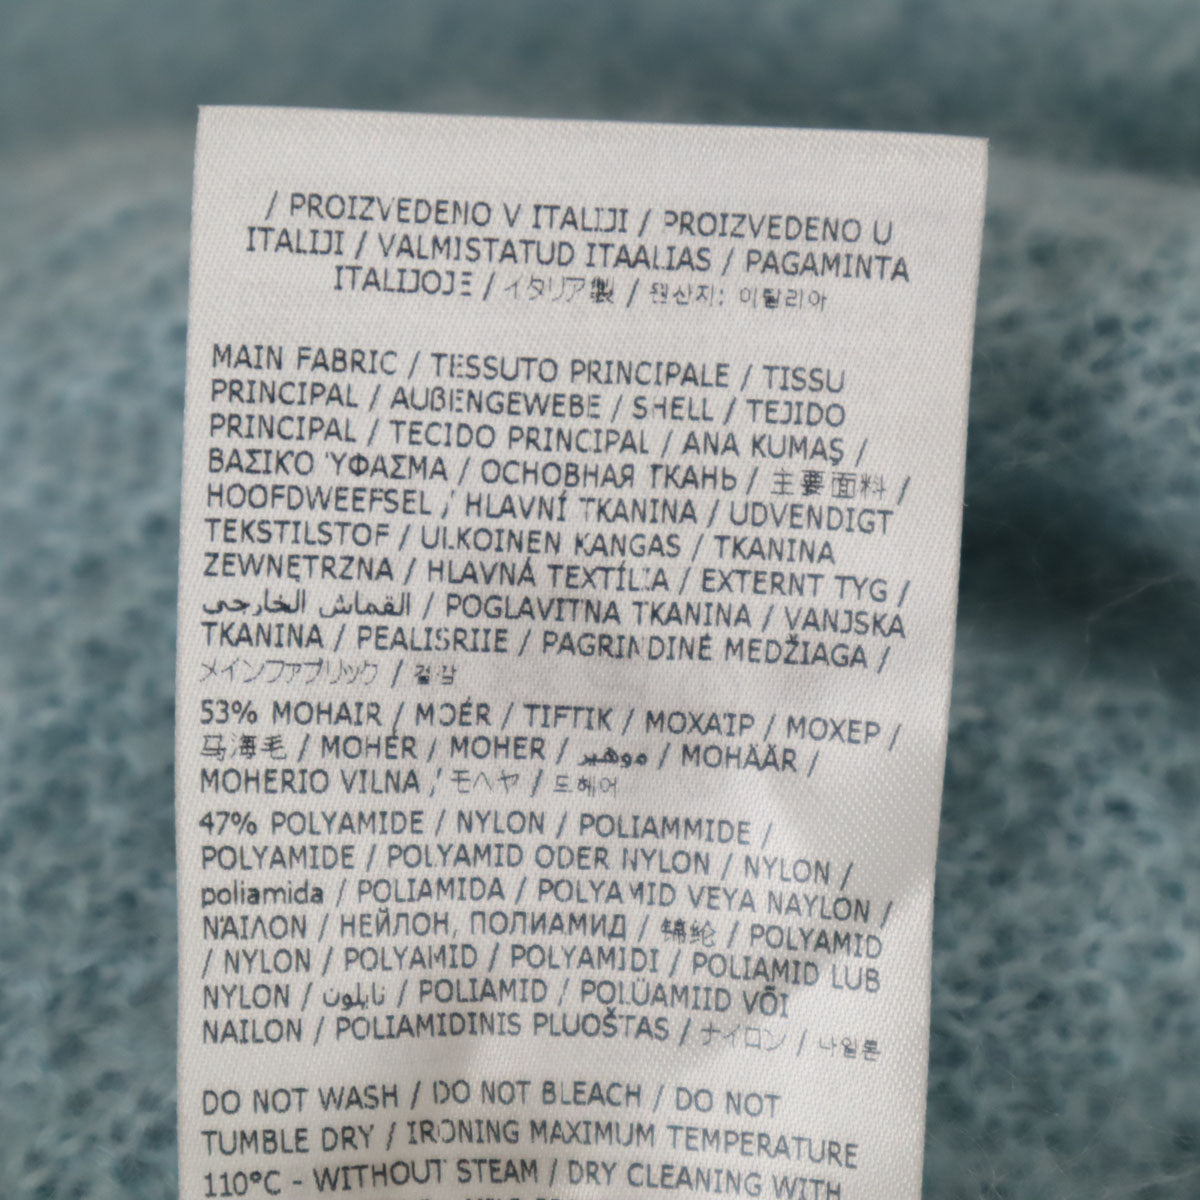 / PROIZVEDENO V ITALIJI / PROIZVEDENO U
ITALIJI / VALMISTATUD ITAALIAS / PAGAMINTA
ITALIJOJE / イタリア製 / 원산지: 이탈리아
MAIN FABRIC / TESSUTO PRINCIPALE / TISSU
PRINCIPAL / AUßENGEWEBE / SHELL / TEJIDO
PRINCIPAL / TECIDO PRINCIPAL / ANA KUMAŞ /
ΒΑΣΙΚΟ ΎΦΑΣΜΑ / ОСНОВНАЯ ТКАНЬ / 主要面料 /
HOOFDWEEFSEL / HLAVNÍ TKANINA / UDVENDIGT
TEKSTILSTOF / ULKOINEN KANGAS / TKANINA
ZEWNĘTRZNA / HLAVNÁ TEXTÍLIA / EXTERNT TYG /
القماش الخارجي / POGLAVITNA TKANINA / VANJSKA
TKANINA / PEALISRIIE / PAGRINDINĖ MEDŽIAGA /
メインファブリック / 겉감
53% MOHAIR / MOÉR / TIFTIK / ΜΟΧΑΙΡ / МОХЕР /
马海毛 / MOHÉR / MOHER / موهير / MOHÄÄR /
MOHERIO VILNA / モヘヤ / 모헤어
47% POLYAMIDE / NYLON / POLIAMMIDE /
POLYAMIDE / POLYAMID ODER NYLON / NYLON /
poliamida / POLIAMIDA / POLYAMID VEYA NAYLON /
ΝΑΪΛΟΝ / НЕЙЛОН, ПОЛИАМИД / 锦纶 / POLYAMID
/ NYLON / POLYAMID / POLYAMIDI / POLIAMID LUB
NYLON / نايلون / POLIAMID / POLÜAMIID VÕI
NAILON / POLIAMIDINIS PLUOŠTAS / ナイロン / 나일론
DO NOT WASH / DO NOT BLEACH / DO NOT
TUMBLE DRY / IRONING MAXIMUM TEMPERATURE
110°C - WITHOUT STEAM / DRY CLEANING WITH